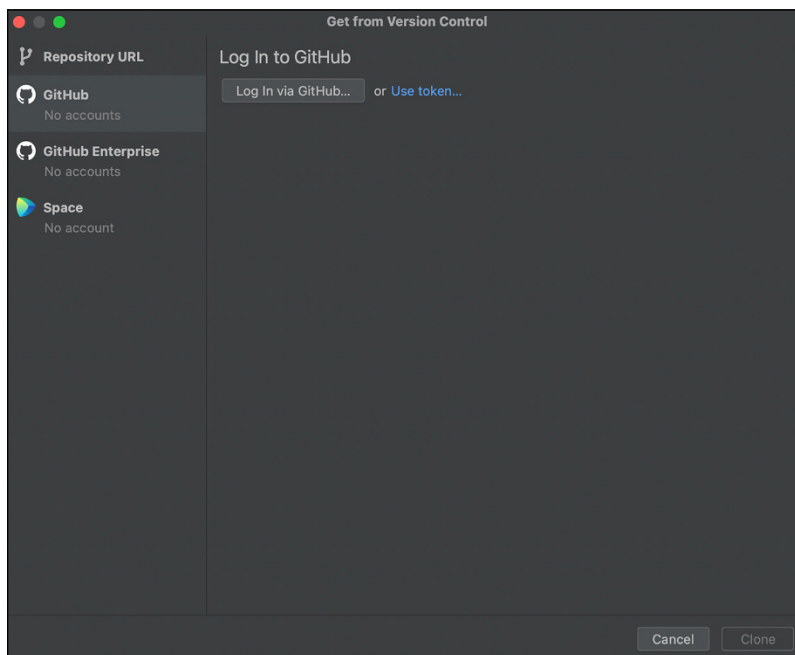 Get from Version Control
Repository URL
GitHub
No accounts
GitHub Enterprise
No accounts
Space
No account
Log In to GitHub
Log In via GitHub... or Use token...
Cancel Clone